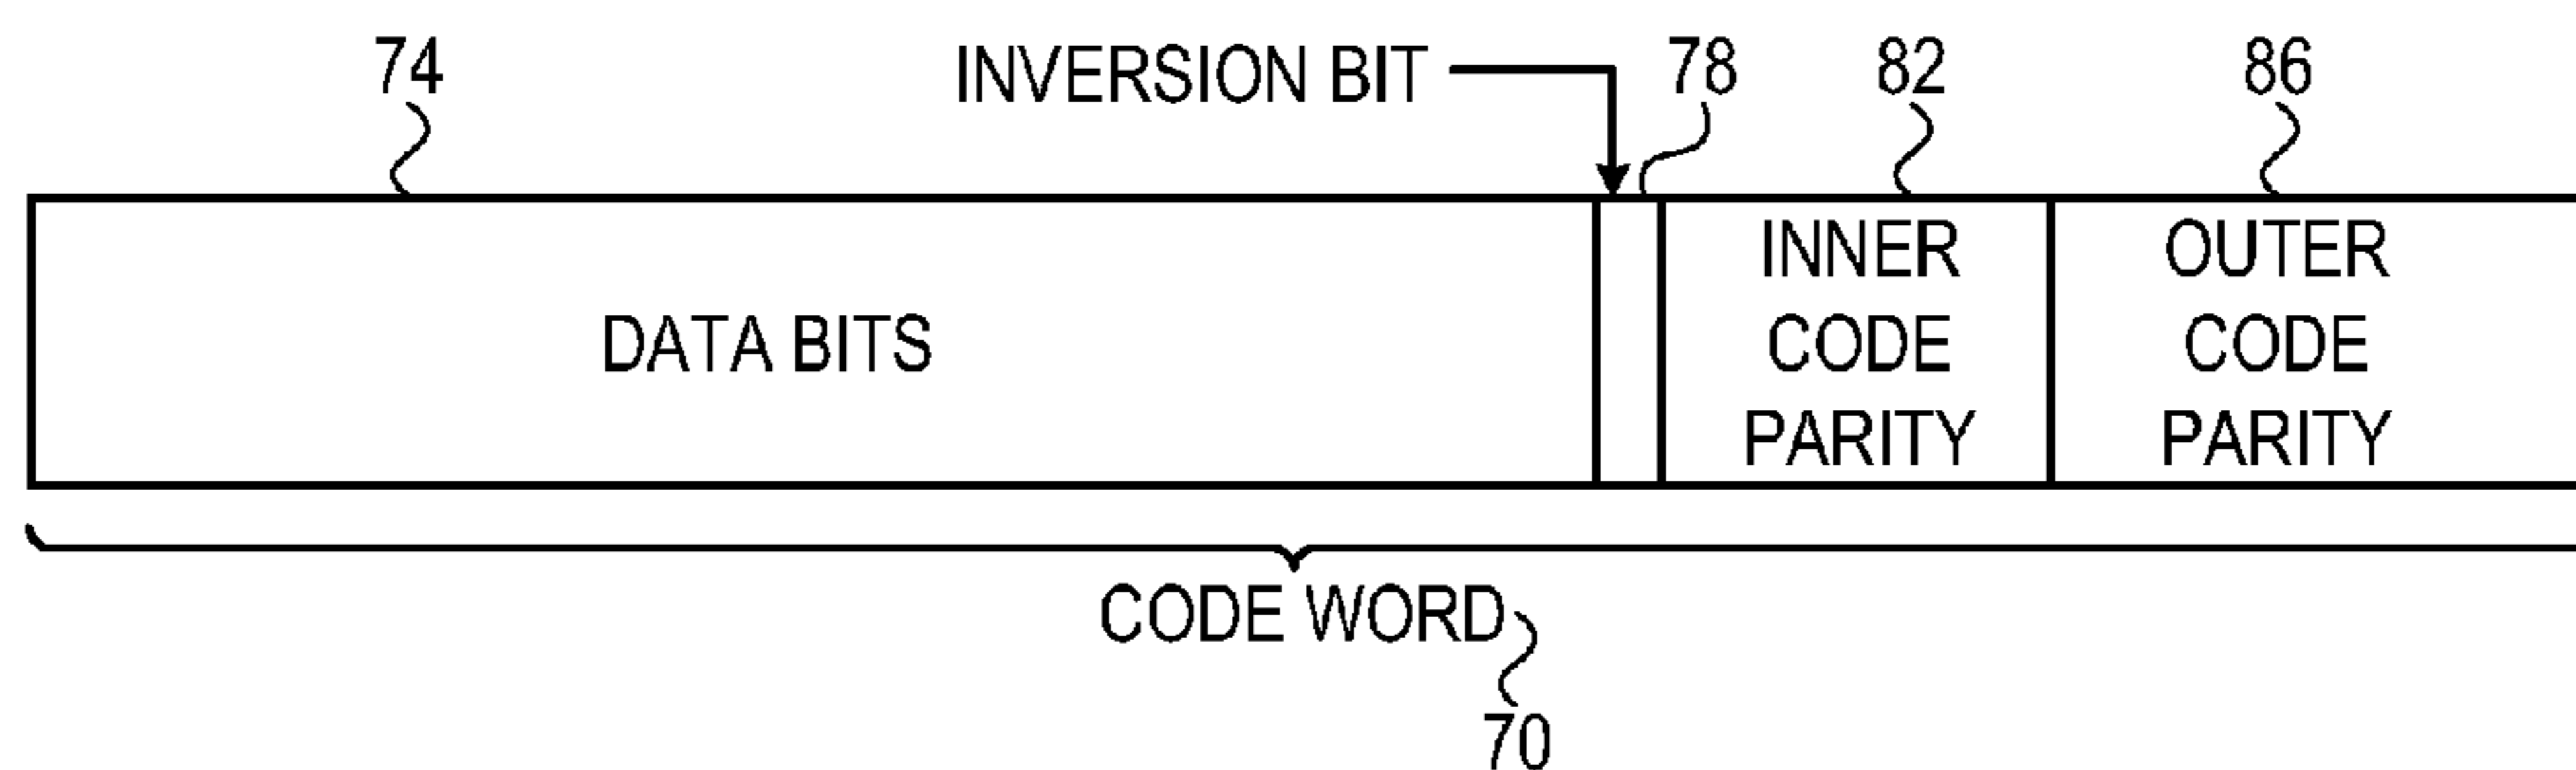 74
INVERSION BIT
78
82
86
DATA BITS
INNER
CODE
PARITY
OUTER
CODE
PARITY
CODE WORD
70